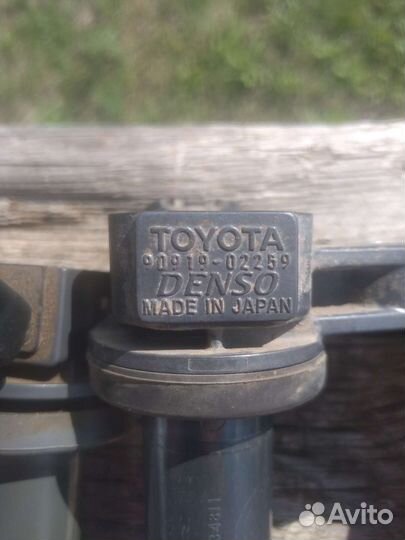 TOYOTA
90919-02259
DENSO
MADE IN JAPAN
Avito